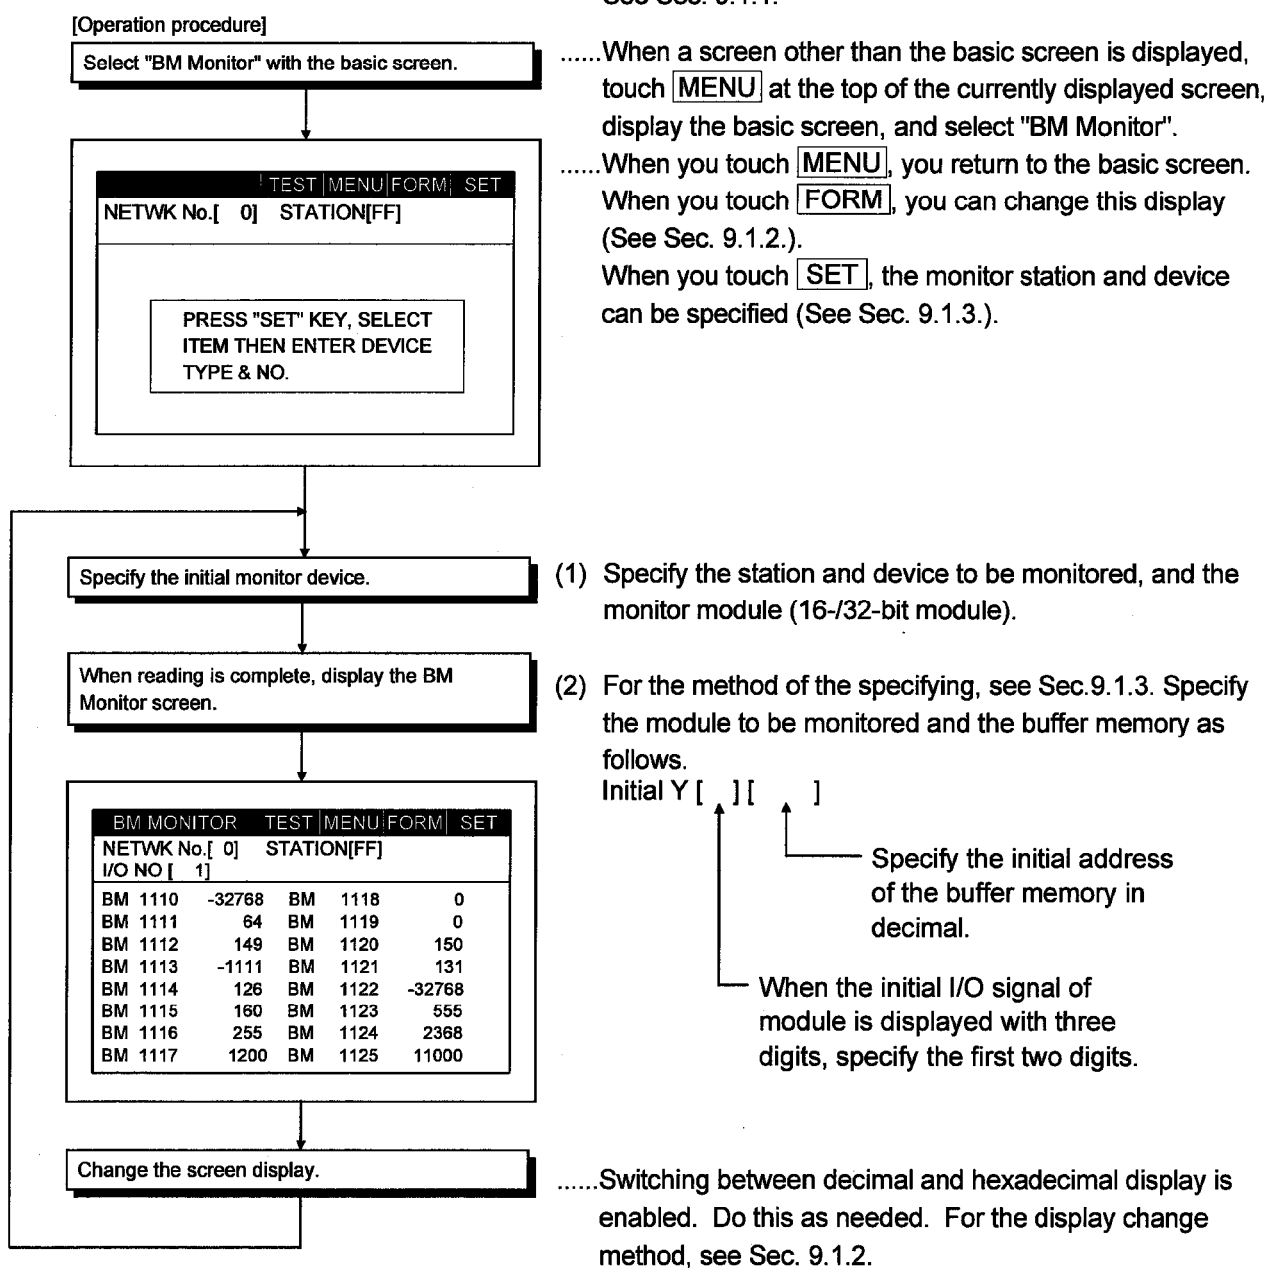 See Sec. 9.1.1.
[Operation procedure]
Select "BM Monitor" with the basic screen.
......When a screen other than the basic screen is displayed,
touch MENU at the top of the currently displayed screen,
display the basic screen, and select "BM Monitor".
......When you touch MENU, you return to the basic screen.
When you touch FORM, you can change this display
(See Sec. 9.1.2.).
When you touch SET, the monitor station and device
can be specified (See Sec. 9.1.3.).
TEST MENU FORM SET
NETWK No.[ 0] STATION[FF]
PRESS "SET" KEY, SELECT
ITEM THEN ENTER DEVICE
TYPE & NO.
Specify the initial monitor device.
(1) Specify the station and device to be monitored, and the
monitor module (16-/32-bit module).
When reading is complete, display the BM
Monitor screen.
(2) For the method of the specifying, see Sec.9.1.3. Specify
the module to be monitored and the buffer memory as
follows.
Initial Y [ ] [ ]
Specify the initial address
of the buffer memory in
decimal.
When the initial I/O signal of
module is displayed with three
digits, specify the first two digits.
BM MONITOR TEST MENU FORM SET
NETWK No.[ 0] STATION[FF]
I/O NO [ 1]
BM 1110 -32768 BM 1118 0
BM 1111 64 BM 1119 0
BM 1112 149 BM 1120 150
BM 1113 -1111 BM 1121 131
BM 1114 126 BM 1122 -32768
BM 1115 160 BM 1123 555
BM 1116 255 BM 1124 2368
BM 1117 1200 BM 1125 11000
Change the screen display.
......Switching between decimal and hexadecimal display is
enabled. Do this as needed. For the display change
method, see Sec. 9.1.2.